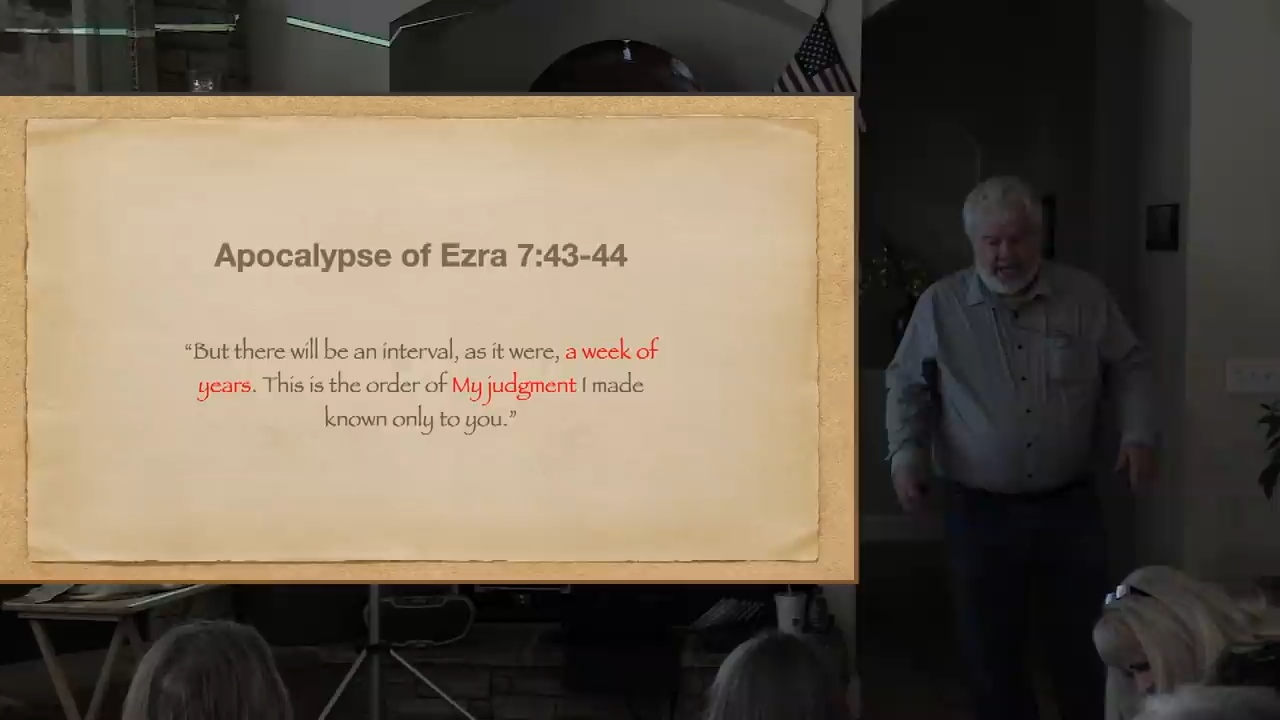 Apocalypse of Ezra 7:43-44
“But there will be an interval, as it were, a week of
years. This is the order of My judgment I made
known only to you.”